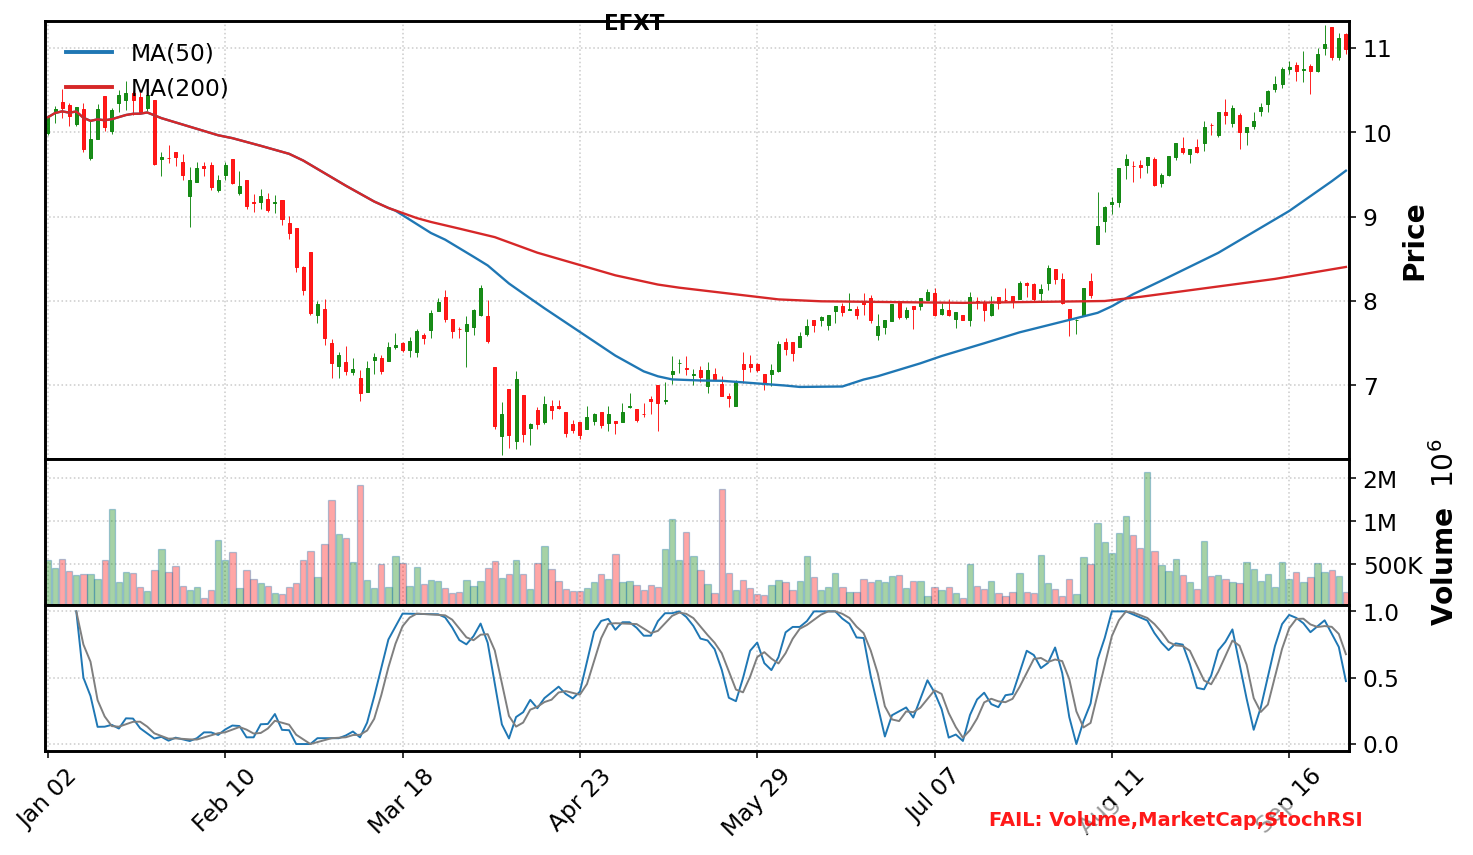 EFXT
MA(50)
MA(200)
11
10
9
8
7
Price
2M
1M
500K
Volume 10^6
1.0
0.5
0.0
Jan 02
Feb 10
Mar 18
Apr 23
May 29
Jul 07
Aug 11
Sep 16
FAIL: Volume,MarketCap,StochRSI